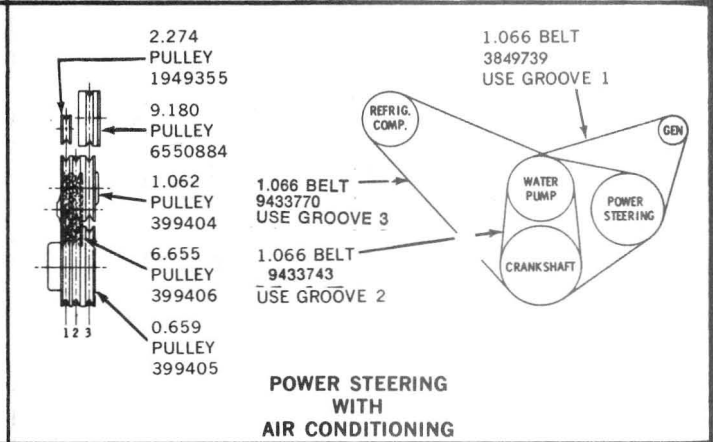 2.274
PULLEY
1949355
9.180
PULLEY
6550884
1.062
PULLEY
399404
6.655
PULLEY
399406
0.659
PULLEY
399405
1 2 3
1.066 BELT
3849739
USE GROOVE 1
REFRIG.
COMP.
GEN
WATER
PUMP
POWER
STEERING
CRANKSHAFT
1.066 BELT
9433770
USE GROOVE 3
1.066 BELT
9433743
USE GROOVE 2
POWER STEERING
WITH
AIR CONDITIONING